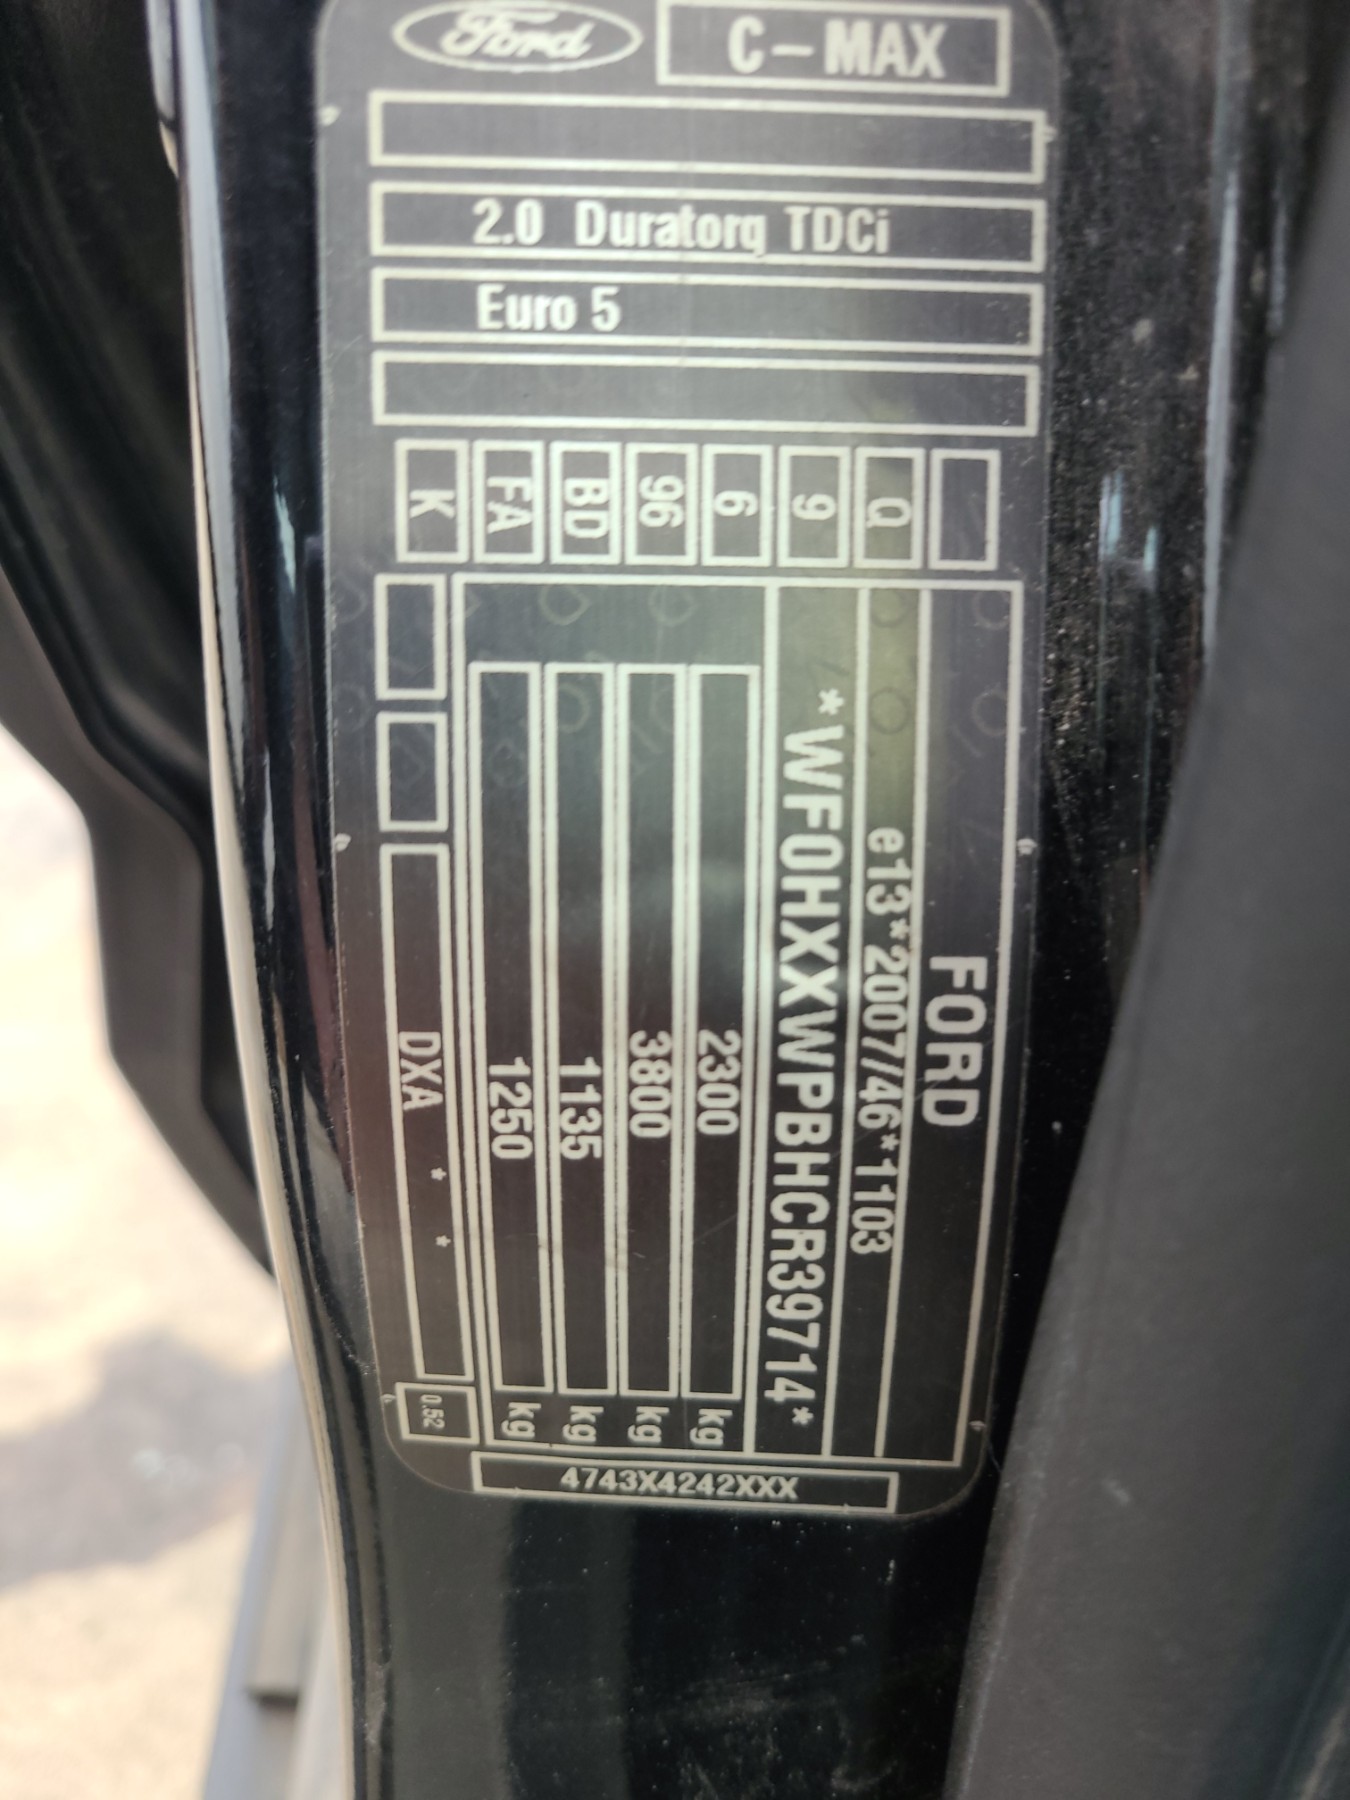 Ford
C-MAX
2.0 Duratorq TDCi
Euro 5
K FA BD 96 6 9 Q
FORD
e13*2007/46*1103
*WF0HXXWPBHCR39714*
2300 kg
3800 kg
1135 kg
1250 kg
DXA * *
0.52
4743X4242XXX